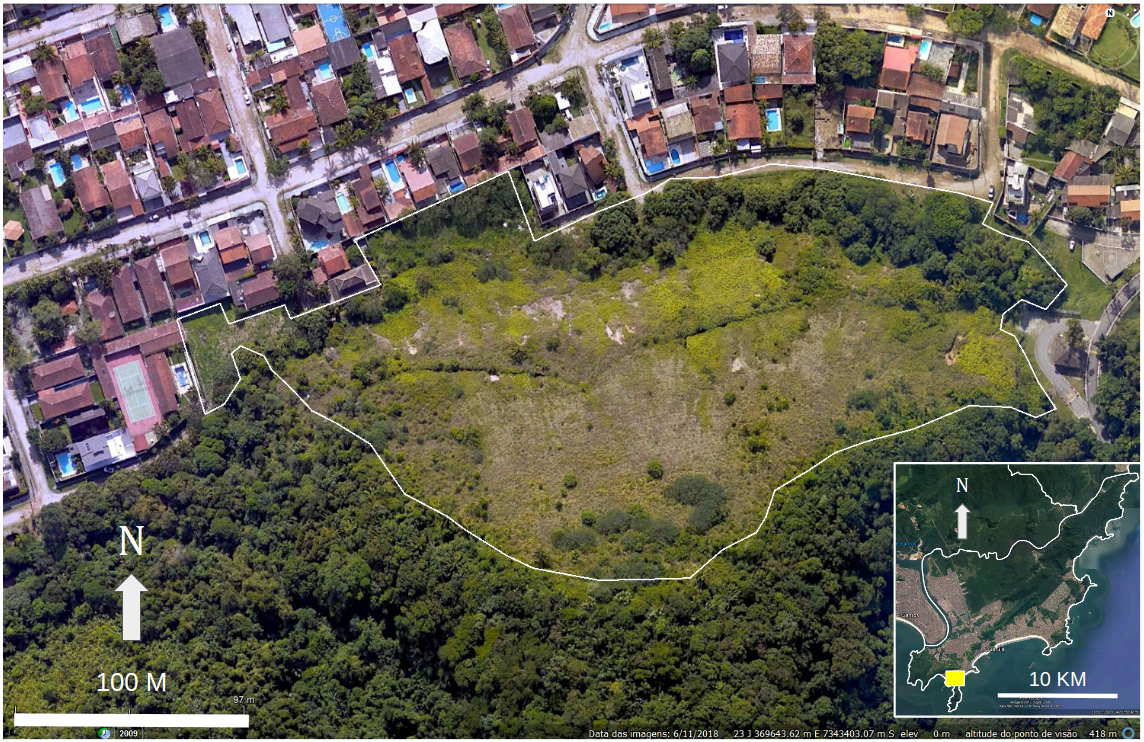 N
N
N
100 M
97 m
10 KM
2009
Data das imagens: 6/11/2018 23 J 369643.62 m E 7343403.07 m S elev 0 m altitude do ponto de visão 418 m